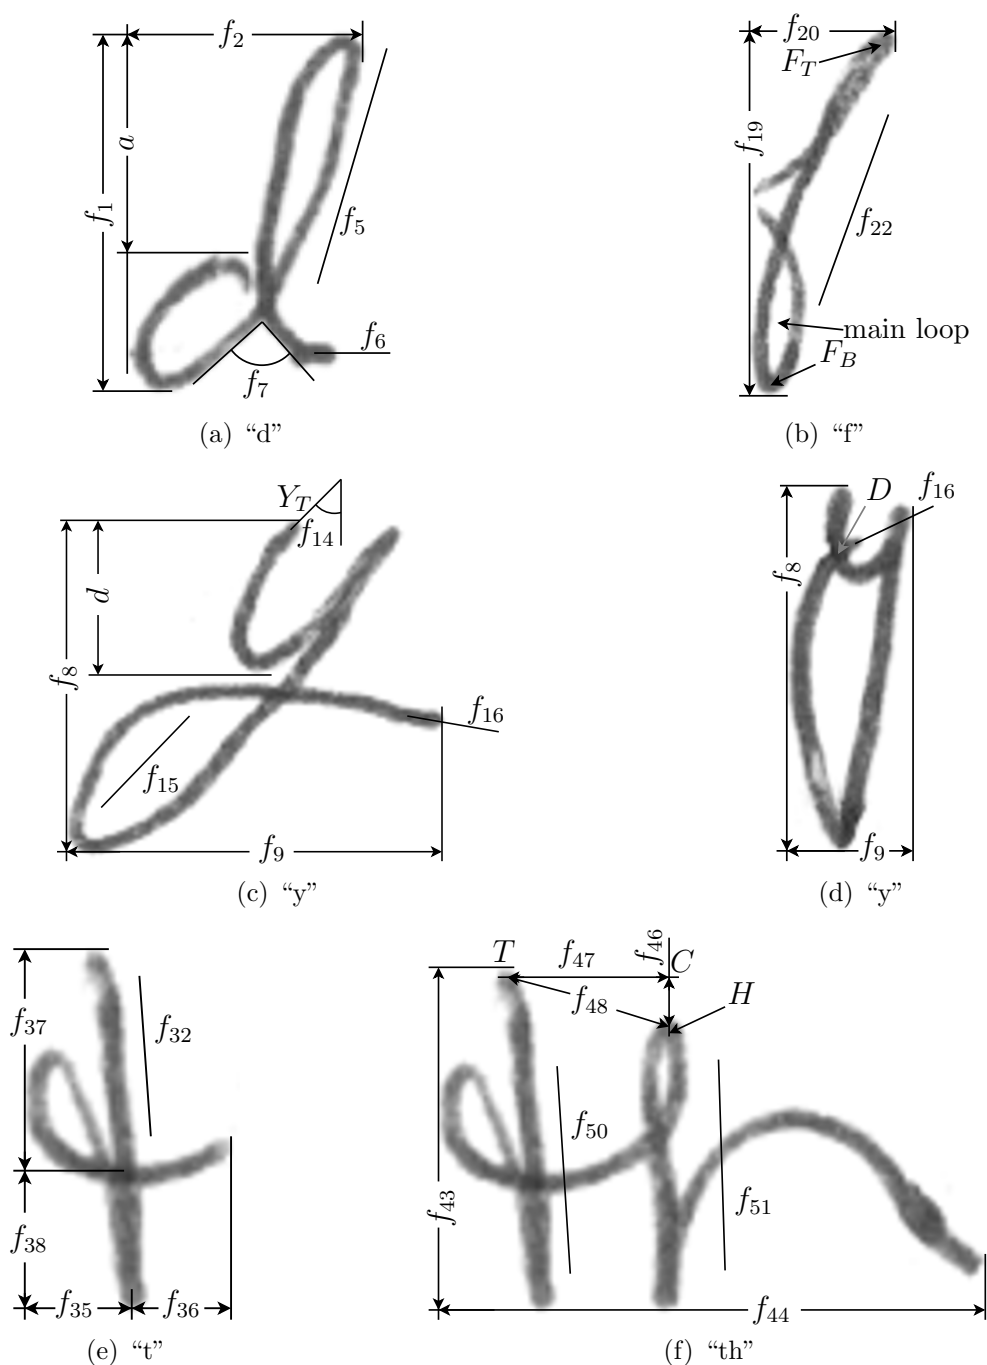 f2
a
f1
f5
f6
f7
(a) “d”
f20
FT
f19
f22
main loop
FB
(b) “f”
YT
f14
d
f8
f16
f15
f9
(c) “y”
D
f16
f8
f9
(d) “y”
f37
f32
f38
f35
f36
(e) “t”
T
f47
f46
C
f48
H
f50
f43
f51
f44
(f) “th”